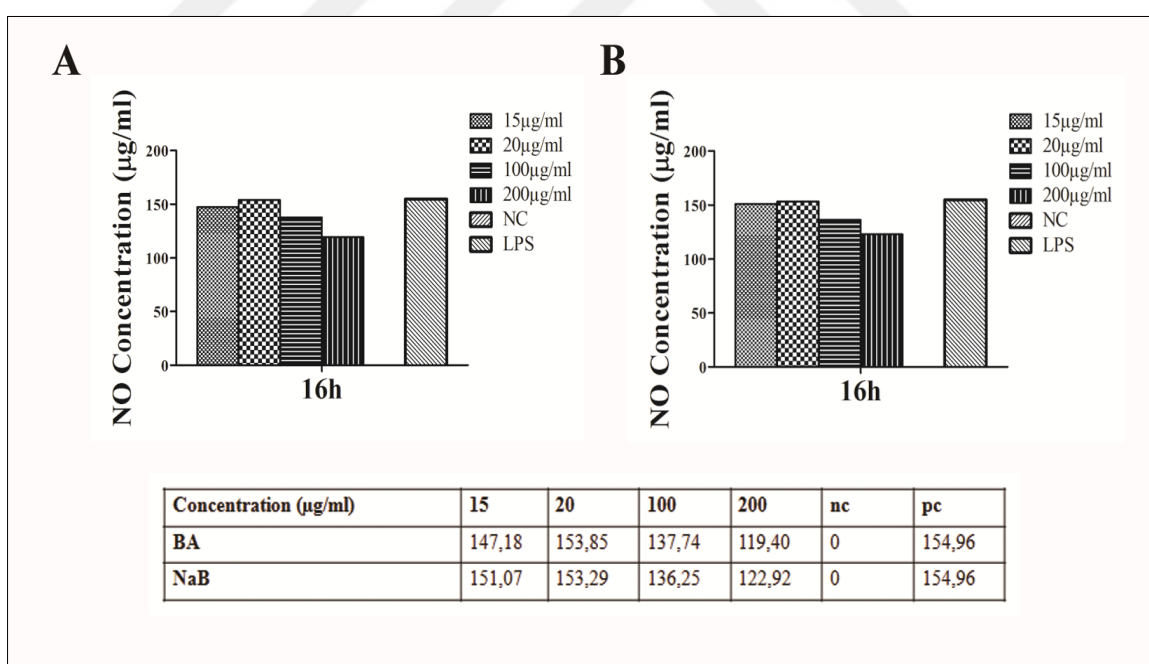 A
NO Concentration (µg/ml)
200
150
100
50
0
16h
15µg/ml
20µg/ml
100µg/ml
200µg/ml
NC
LPS
B
NO Concentration (µg/ml)
200
150
100
50
0
16h
15µg/ml
20µg/ml
100µg/ml
200µg/ml
NC
LPS
Concentration (µg/ml) 15 20 100 200 nc pc
BA 147,18 153,85 137,74 119,40 0 154,96
NaB 151,07 153,29 136,25 122,92 0 154,96